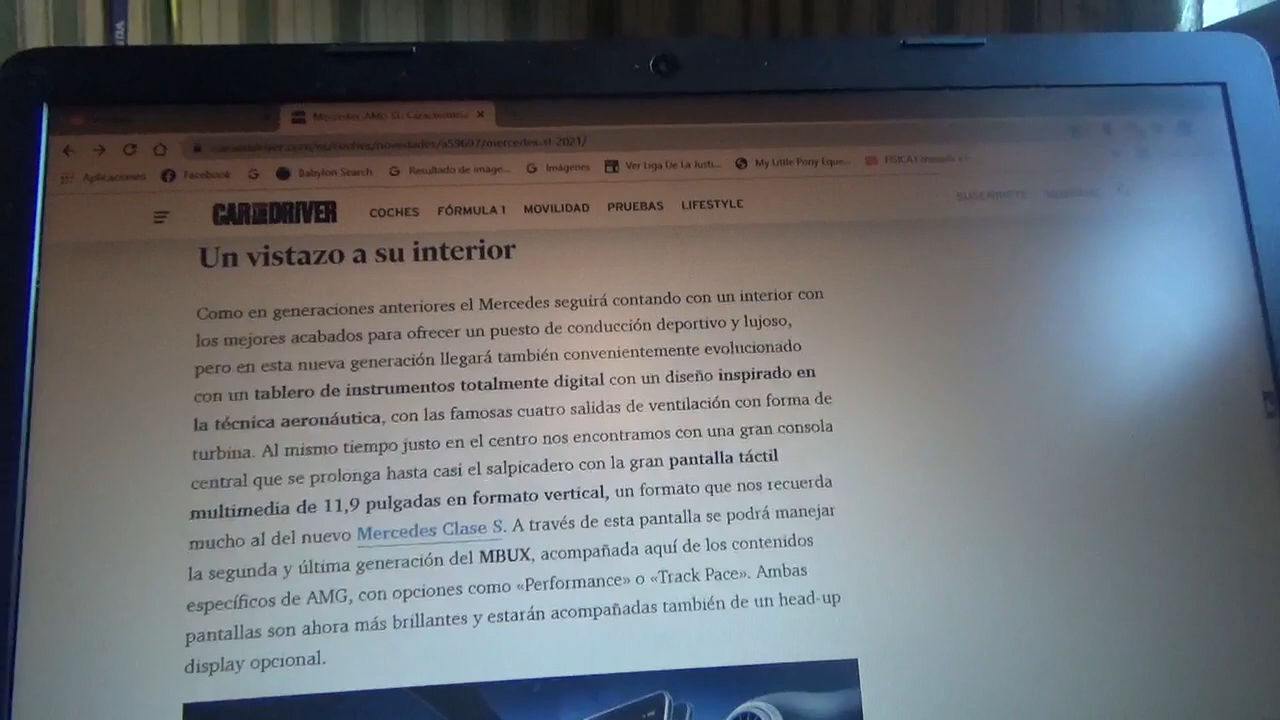 Mercedes-AMG SL:
caranddriver.com/es/coches/novedades/a59697/mercedes-sl-2021/
Aplicaciones Facebook Babylon Search Resultado de image... Imágenes Ver Liga De La Justi... My Little Pony Eque... FISICA I
CAR AND DRIVER COCHES FÓRMULA 1 MOVILIDAD PRUEBAS LIFESTYLE SUSCRÍBETE
Un vistazo a su interior
Como en generaciones anteriores el Mercedes seguirá contando con un interior con
los mejores acabados para ofrecer un puesto de conducción deportivo y lujoso,
pero en esta nueva generación llegará también convenientemente evolucionado
con un tablero de instrumentos totalmente digital con un diseño inspirado en
la técnica aeronáutica, con las famosas cuatro salidas de ventilación con forma de
turbina. Al mismo tiempo justo en el centro nos encontramos con una gran consola
central que se prolonga hasta casi el salpicadero con la gran pantalla táctil
multimedia de 11,9 pulgadas en formato vertical, un formato que nos recuerda
mucho al del nuevo Mercedes Clase S. A través de esta pantalla se podrá manejar
la segunda y última generación del MBUX, acompañada aquí de los contenidos
específicos de AMG, con opciones como «Performance» o «Track Pace». Ambas
pantallas son ahora más brillantes y estarán acompañadas también de un head-up
display opcional.